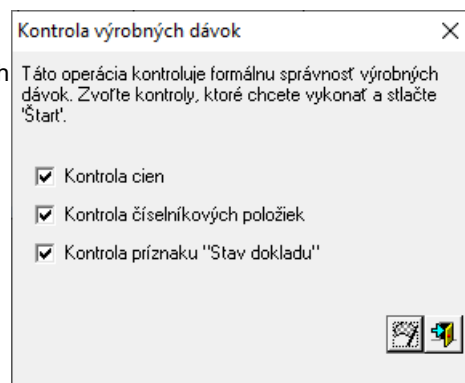 Kontrola výrobných dávok
Táto operácia kontroluje formálnu správnosť výrobných
dávok. Zvoľte kontroly, ktoré chcete vykonať a stlačte
'Štart'.
Kontrola cien
Kontrola číselníkových položiek
Kontrola príznaku "Stav dokladu"